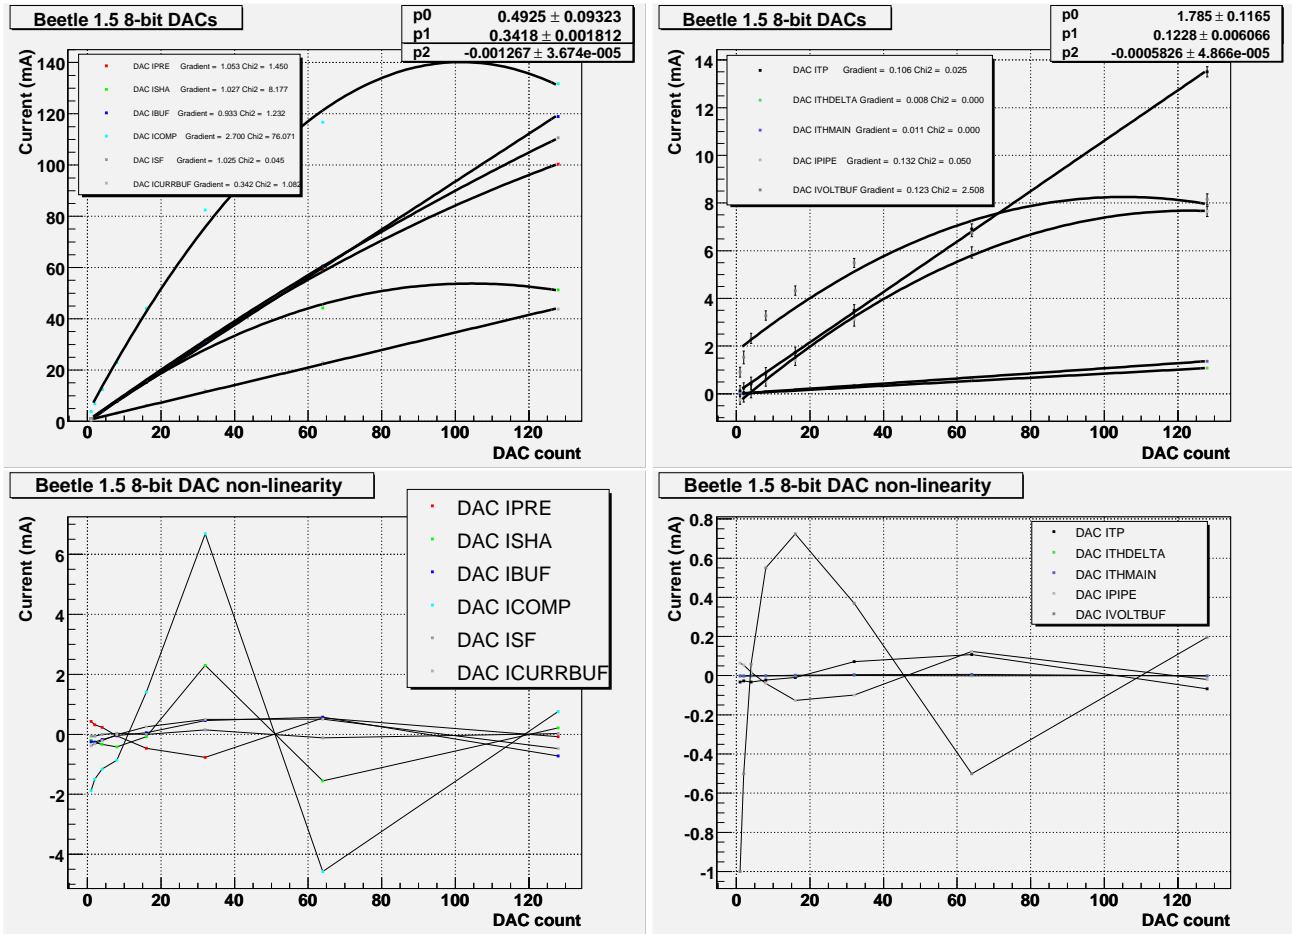 Beetle 1.5 8-bit DACs
p0 0.4925 ± 0.09323
p1 0.3418 ± 0.001812
p2 -0.001267 ± 3.674e-005
DAC IPRE Gradient = 1.053 Chi2 = 1.450
DAC ISHA Gradient = 1.027 Chi2 = 8.177
DAC IBUF Gradient = 0.933 Chi2 = 1.232
DAC ICOMP Gradient = 2.700 Chi2 = 76.071
DAC ISF Gradient = 1.025 Chi2 = 0.045
DAC ICURRBUF Gradient = 0.342 Chi2 = 1.082
Current (mA)
140
120
100
80
60
40
20
0
0 20 40 60 80 100 120
DAC count
Beetle 1.5 8-bit DACs
p0 1.785 ± 0.1165
p1 0.1228 ± 0.006066
p2 -0.0005826 ± 4.866e-005
DAC ITP Gradient = 0.106 Chi2 = 0.025
DAC ITHDELTA Gradient = 0.008 Chi2 = 0.000
DAC ITHMAIN Gradient = 0.011 Chi2 = 0.000
DAC IPIPE Gradient = 0.132 Chi2 = 0.050
DAC IVOLTBUF Gradient = 0.123 Chi2 = 2.508
Current (mA)
14
12
10
8
6
4
2
0
0 20 40 60 80 100 120
DAC count
Beetle 1.5 8-bit DAC non-linearity
DAC IPRE
DAC ISHA
DAC IBUF
DAC ICOMP
DAC ISF
DAC ICURRBUF
Current (mA)
6
4
2
0
-2
-4
0 20 40 60 80 100 120
DAC count
Beetle 1.5 8-bit DAC non-linearity
DAC ITP
DAC ITHDELTA
DAC ITHMAIN
DAC IPIPE
DAC IVOLTBUF
Current (mA)
0.8
0.6
0.4
0.2
0
-0.2
-0.4
-0.6
-0.8
-1
0 20 40 60 80 100 120
DAC count